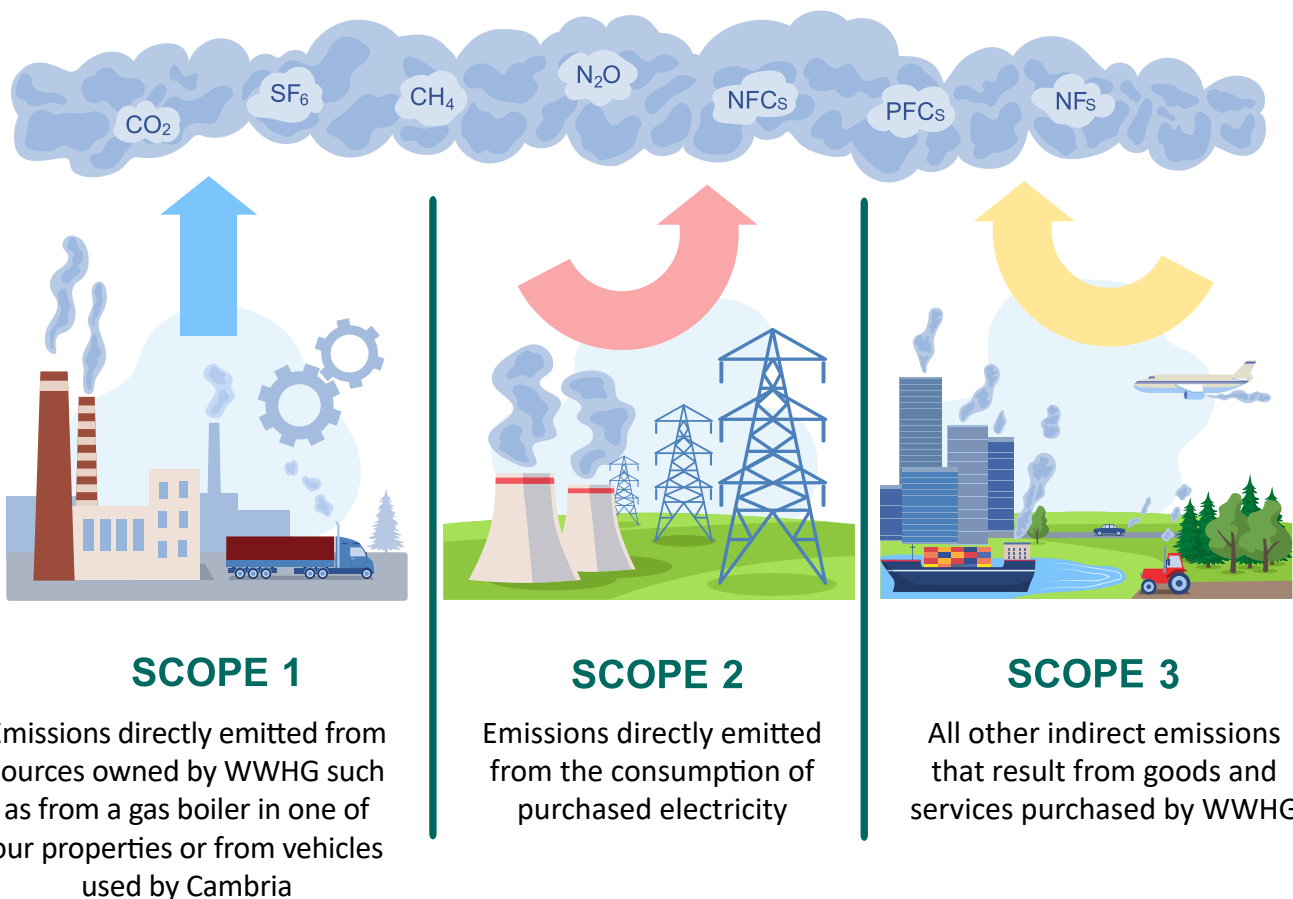 CO₂
SF₆
CH₄
N₂O
NFCs
PFCs
NFs
SCOPE 1
Emissions directly emitted from
sources owned by WWHG such
as from a gas boiler in one of
our properties or from vehicles
used by Cambria
SCOPE 2
Emissions directly emitted
from the consumption of
purchased electricity
SCOPE 3
All other indirect emissions
that result from goods and
services purchased by WWHG